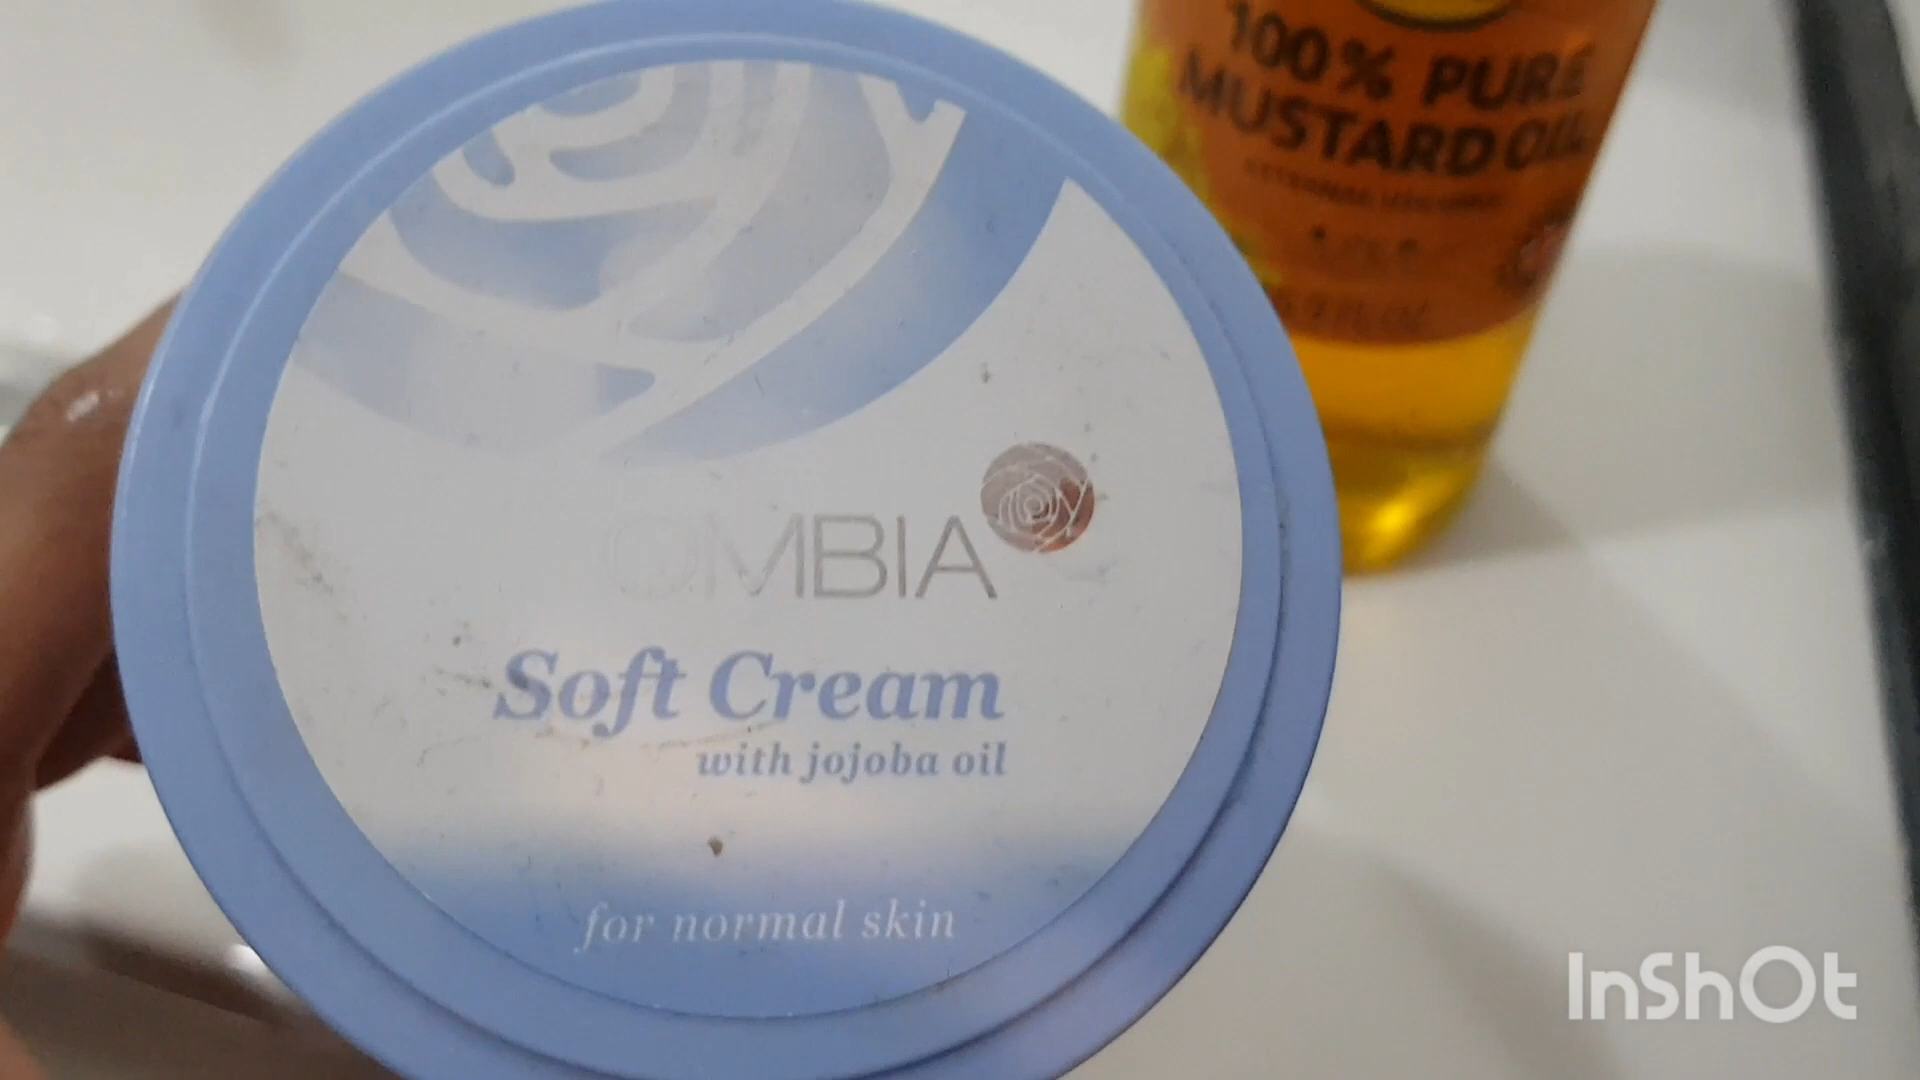 OMBIA
Soft Cream
with jojoba oil
for normal skin
100% PURE
MUSTARD OIL
InShOt